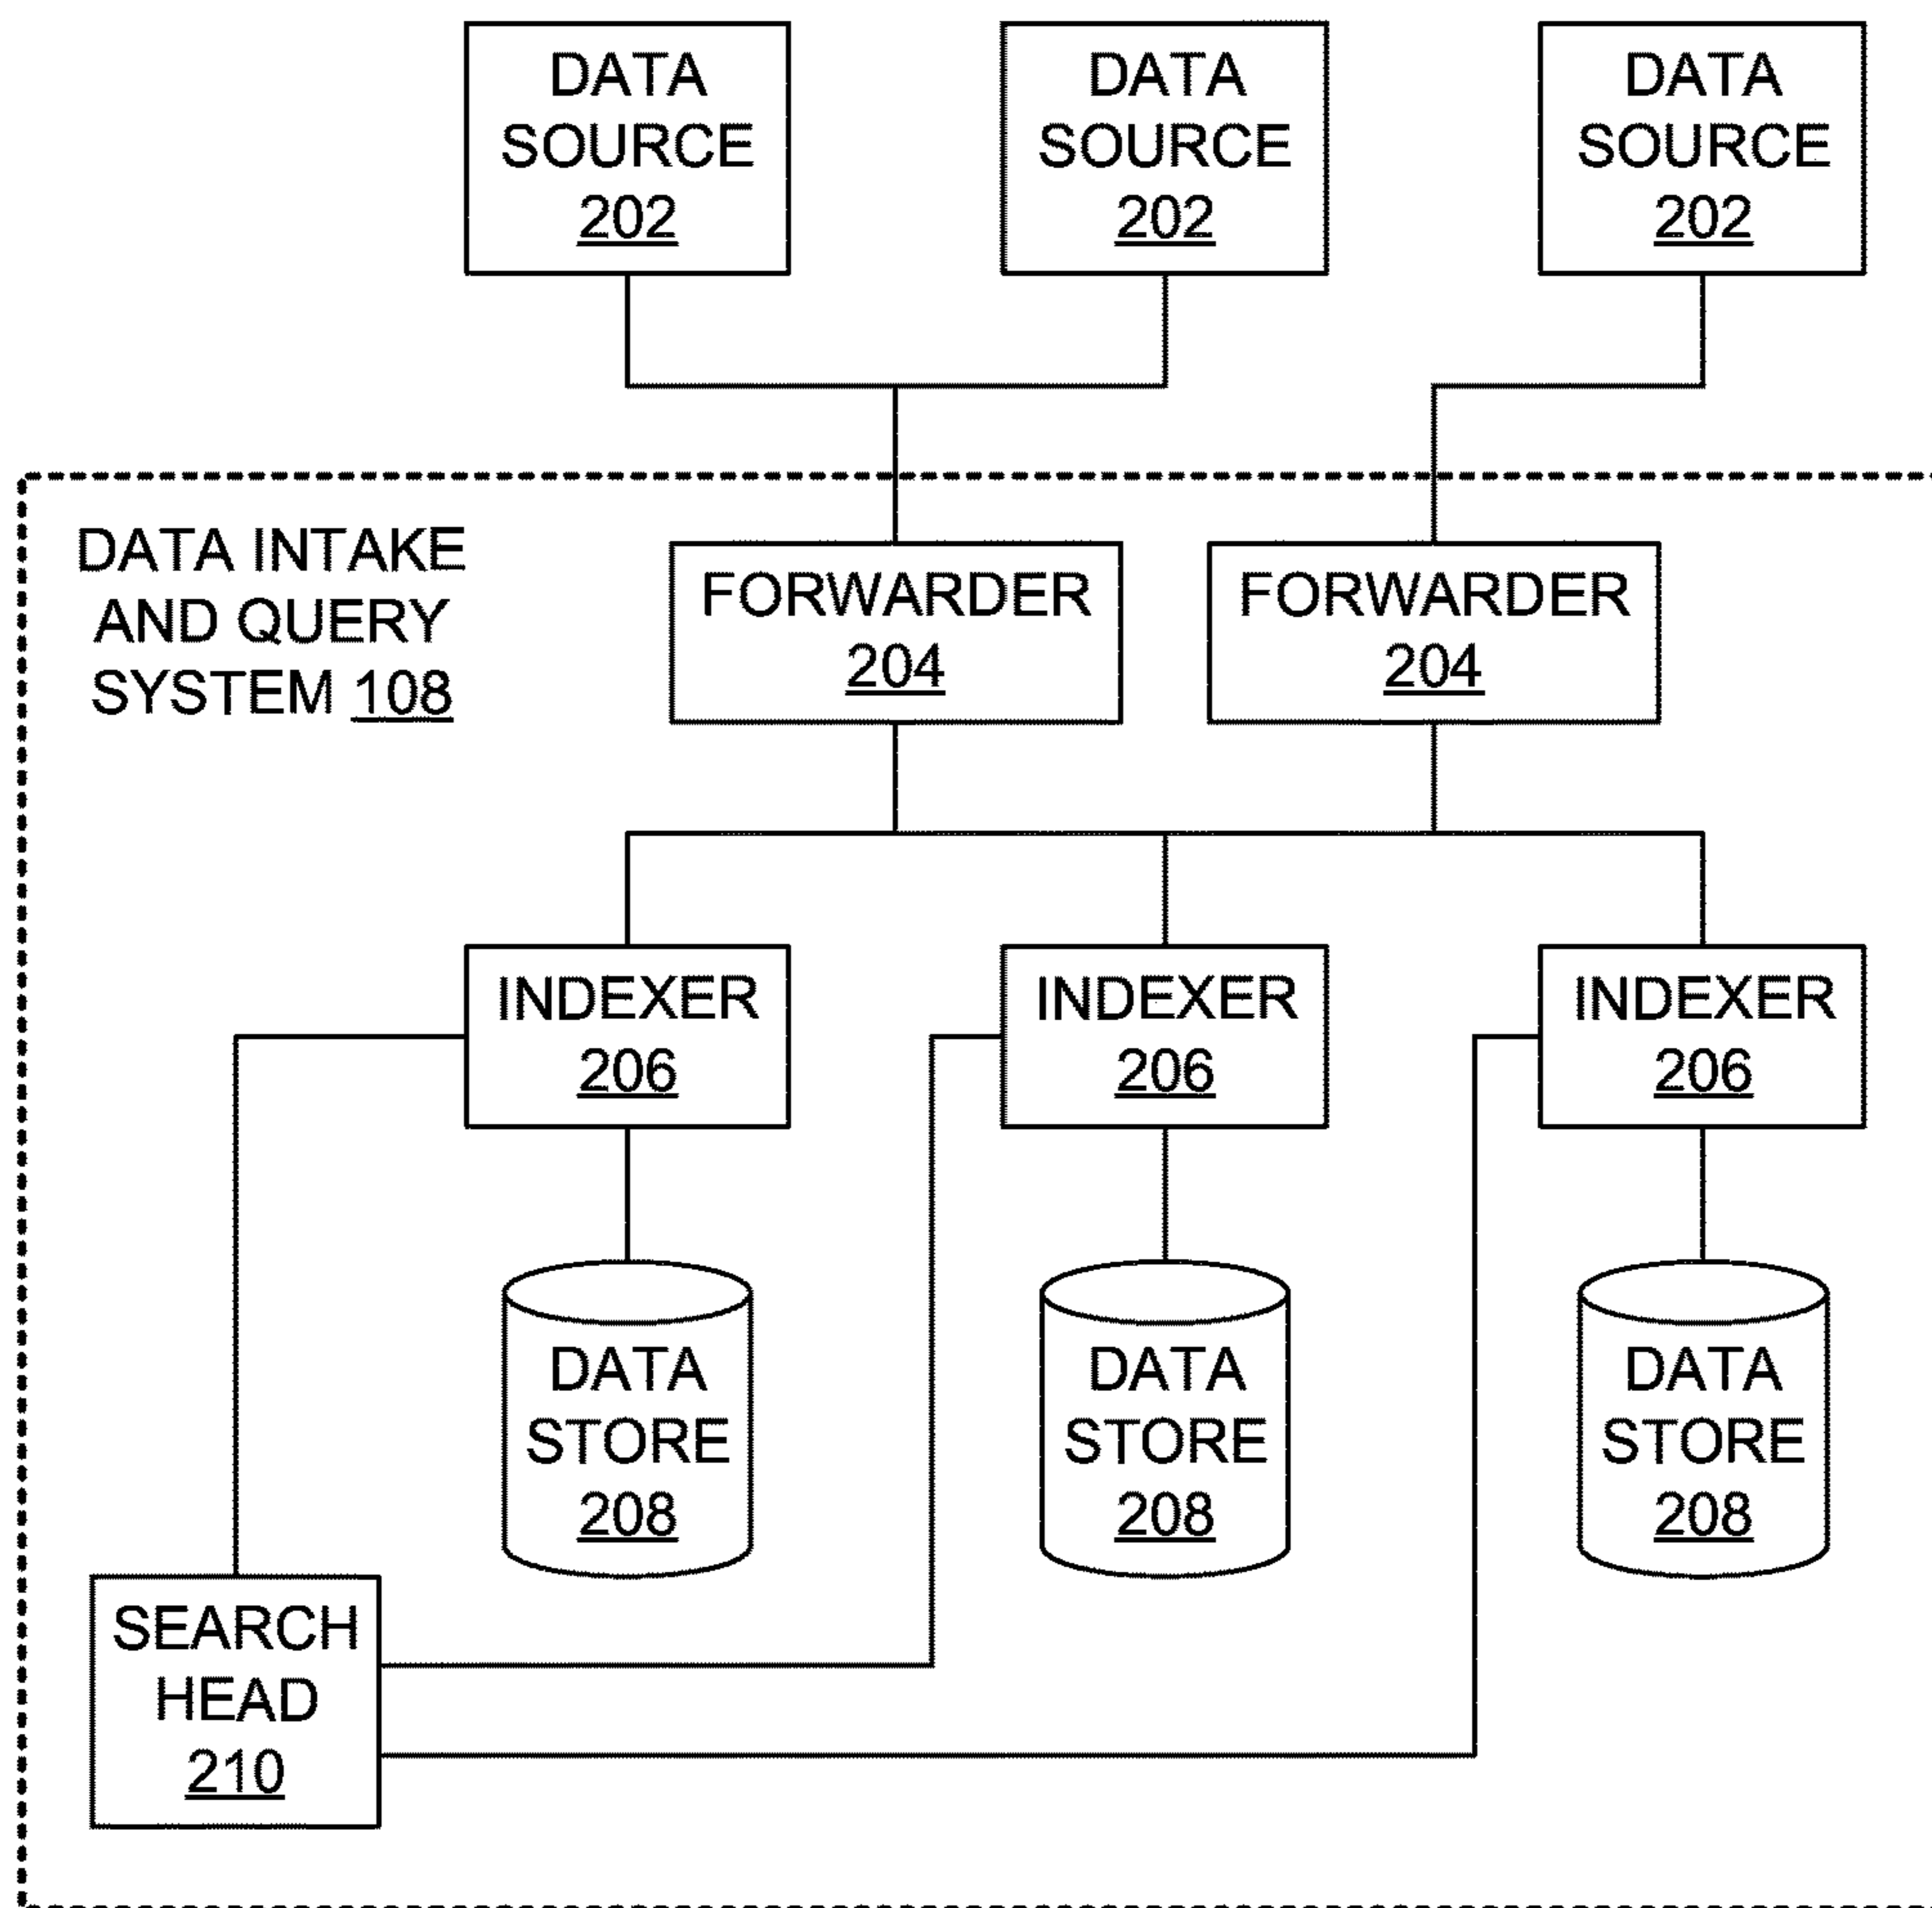 DATA
SOURCE
202
DATA
SOURCE
202
DATA
SOURCE
202
DATA INTAKE
AND QUERY
SYSTEM 108
FORWARDER
204
FORWARDER
204
INDEXER
206
INDEXER
206
INDEXER
206
DATA
STORE
208
DATA
STORE
208
DATA
STORE
208
SEARCH
HEAD
210